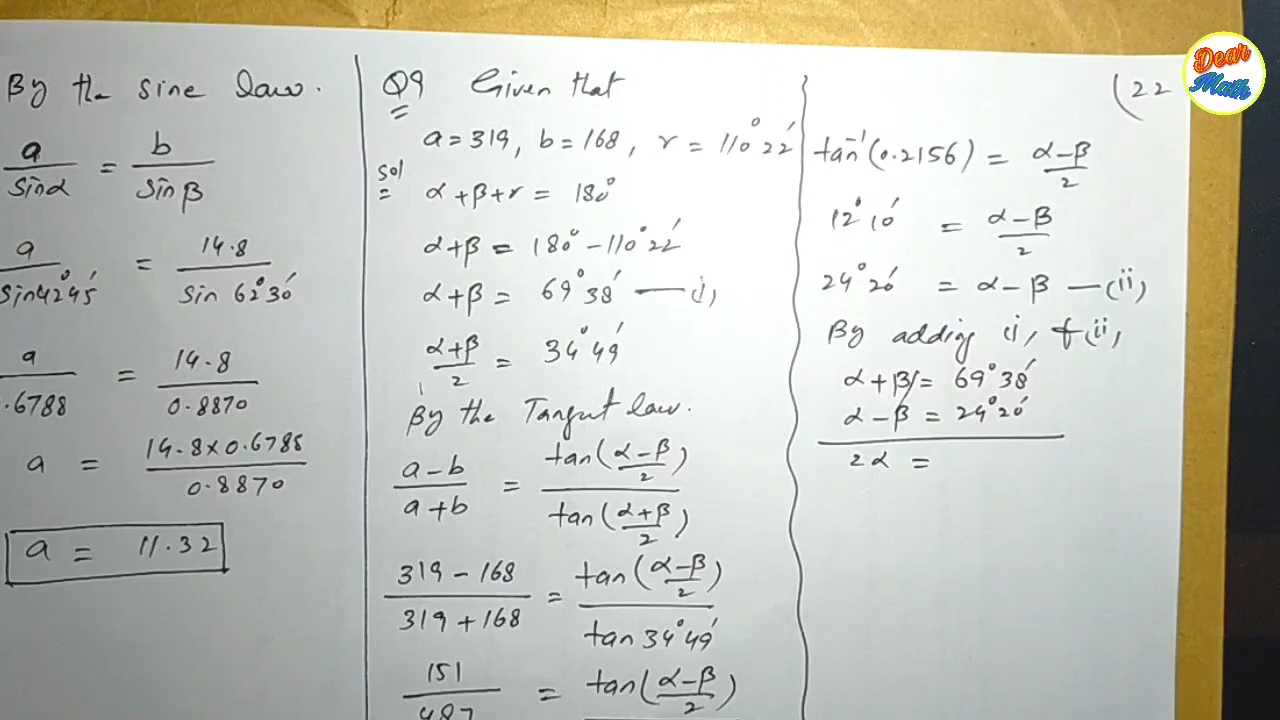 By the sine law.
a/Sinα = b/Sinβ
a/Sin42°45′ = 14.8/Sin 62°30′
a/.6788 = 14.8/0.8870
a = 14.8×0.6788/0.8870
a = 11.32
Q9 Given that
a = 319, b = 168, r = 110°22′
Sol
= α + β + r = 180°
α+β = 180° − 110°22′
α+β = 69°38′ —(i)
α+β/2 = 34°49′
By the Tangent law.
a−b/a+b = tan(α−β/2)/tan(α+β/2)
319−168/319+168 = tan(α−β/2)/tan 34°49′
151/487 = tan(α−β/2)
(22
Dear Math
tan⁻¹(0.2156) = α−β/2
12°10′ = α−β/2
24°20′ = α−β —(ii)
By adding (i) & (ii)
α+β = 69°38′
α−β = 24°20′
2α =